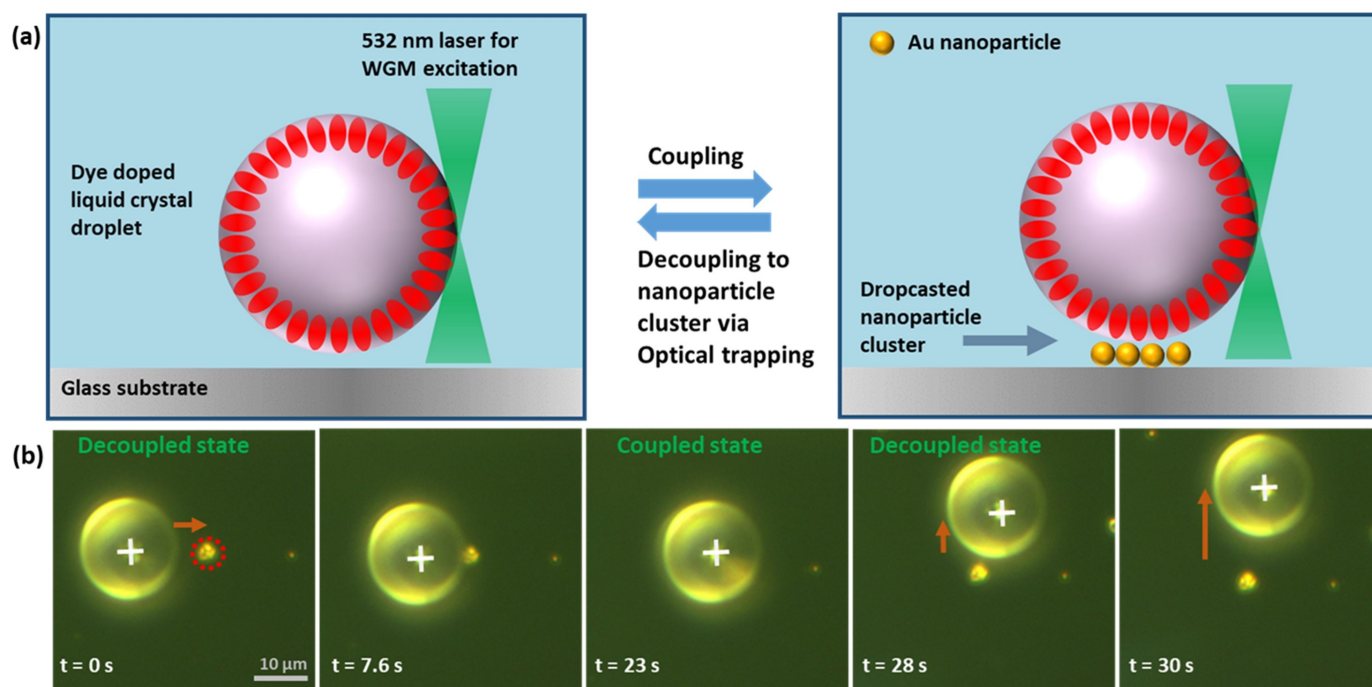 (a)
532 nm laser for
WGM excitation
Dye doped
liquid crystal
droplet
Glass substrate
Coupling
Decoupling to
nanoparticle
cluster via
Optical trapping
Au nanoparticle
Dropcasted
nanoparticle
cluster
(b)
Decoupled state
t = 0 s
10 µm
t = 7.6 s
Coupled state
t = 23 s
Decoupled state
t = 28 s
t = 30 s